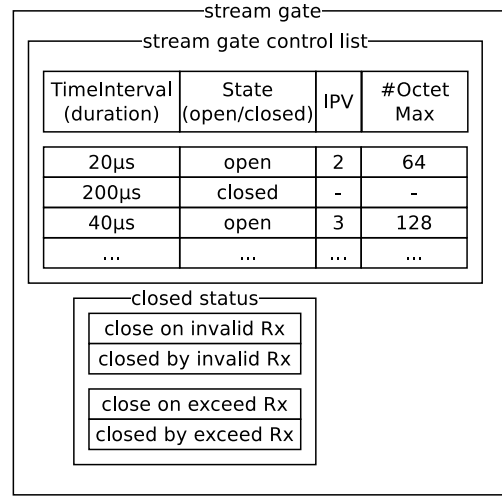 stream gate
stream gate control list
TimeInterval (duration) State (open/closed) IPV #Octet Max
20µs open 2 64
200µs closed - -
40µs open 3 128
... ... ... ...
closed status
close on invalid Rx
closed by invalid Rx
close on exceed Rx
closed by exceed Rx